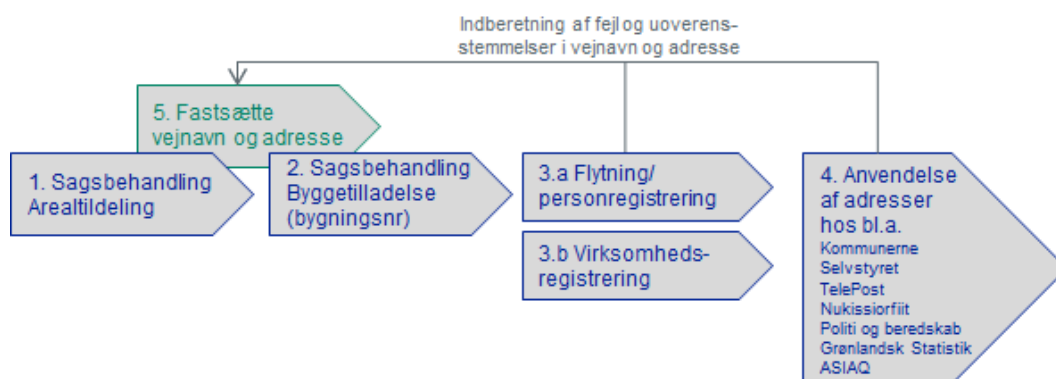 Indberetning af fejl og uoverens-
stemmelser i vejnavn og adresse
5. Fastsætte
vejnavn og adresse
1. Sagsbehandling
Arealtildeling
2. Sagsbehandling
Byggetilladelse
(bygningsnr)
3.a Flytning/
personregistrering
3.b Virksomheds-
registrering
4. Anvendelse
af adresser
hos bl.a.
Kommunerne
Selvstyret
TelePost
Nukissiorfiit
Politi og beredskab
Grønlandsk Statistik
ASIAQ